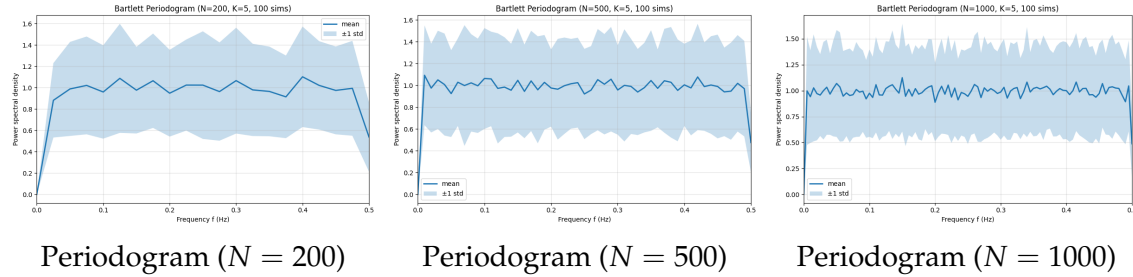 Bartlett Periodogram (N=200, K=5, 100 sims)
Power spectral density
1.6
1.4
1.2
1.0
0.8
0.6
0.4
0.2
0.0
mean
±1 std
0.0 0.1 0.2 0.3 0.4 0.5
Frequency f (Hz)
Periodogram (N = 200)
Bartlett Periodogram (N=500, K=5, 100 sims)
Power spectral density
1.6
1.4
1.2
1.0
0.8
0.6
0.4
0.2
0.0
mean
±1 std
0.0 0.1 0.2 0.3 0.4 0.5
Frequency f (Hz)
Periodogram (N = 500)
Bartlett Periodogram (N=1000, K=5, 100 sims)
Power spectral density
1.50
1.25
1.00
0.75
0.50
0.25
0.00
mean
±1 std
0.0 0.1 0.2 0.3 0.4 0.5
Frequency f (Hz)
Periodogram (N = 1000)